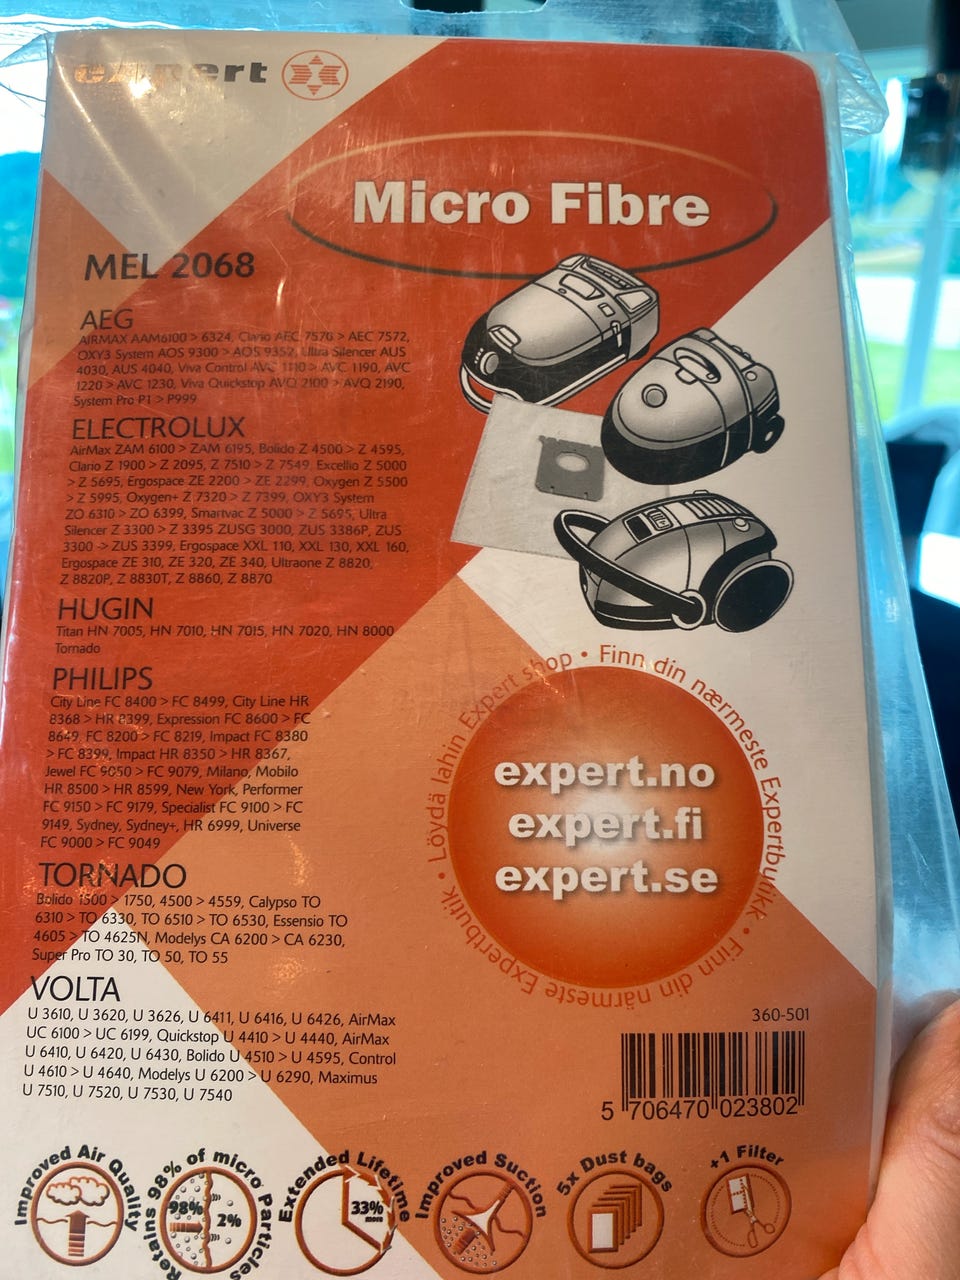 expert
Micro Fibre
MEL 2068
AEG
AIRMAX AAM6100 > 6324, Clario AEC 7570 > AEC 7572,
OXY3 System AOS 9300 > AOS 9352, Ultra Silencer AUS
4030, AUS 4040, Viva Control AVC 1110 > AVC 1190, AVC
1220 > AVC 1230, Viva Quickstop AVQ 2100 > AVQ 2190,
System Pro P1 > P999
ELECTROLUX
AirMax ZAM 6100 > ZAM 6195, Bolido Z 4500 > Z 4595,
Clario Z 1900 > Z 2095, Z 7510 > Z 7549, Excellio Z 5000
> Z 5695, Ergospace ZE 2200 > ZE 2299, Oxygen Z 5500
> Z 5995, Oxygen+ Z 7320 > Z 7399, OXY3 System
ZO 6310 > ZO 6399, Smartvac Z 5000 > Z 5695, Ultra
Silencer Z 3300 > Z 3395 ZUSG 3000, ZUS 3386P, ZUS
3300 -> ZUS 3399, Ergospace XXL 110, XXL 130, XXL 160,
Ergospace ZE 310, ZE 320, ZE 340, Ultraone Z 8820,
Z 8820P, Z 8830T, Z 8860, Z 8870
HUGIN
Titan HN 7005, HN 7010, HN 7015, HN 7020, HN 8000
Tornado
PHILIPS
City Line FC 8400 > FC 8499, City Line HR
8368 > HR 8399, Expression FC 8600 > FC
8649, FC 8200 > FC 8219, Impact FC 8380
> FC 8399, Impact HR 8350 > HR 8367,
Jewel FC 9050 > FC 9079, Milano, Mobilo
HR 8500 > HR 8599, New York, Performer
FC 9150 > FC 9179, Specialist FC 9100 > FC
9149, Sydney, Sydney+, HR 6999, Universe
FC 9000 > FC 9049
TORNADO
Bolido 1500 > 1750, 4500 > 4559, Calypso TO
6310 > TO 6330, TO 6510 > TO 6530, Essensio TO
4605 > TO 4625N, Modelys CA 6200 > CA 6230,
Super Pro TO 30, TO 50, TO 55
VOLTA
U 3610, U 3620, U 3626, U 6411, U 6416, U 6426, AirMax
UC 6100 > UC 6199, Quickstop U 4410 > U 4440, AirMax
U 6410, U 6420, U 6430, Bolido U 4510 > U 4595, Control
U 4610 > U 4640, Modelys U 6200 > U 6290, Maximus
U 7510, U 7520, U 7530, U 7540
Löydä lähin Expert shop • Finn din nærmeste Expertbutikk • Finn din närmeste Expertbutik •
expert.no
expert.fi
expert.se
360-501
5 706470 023802
Improved Air Quality
Retains 98% of micro Particles
98%
2%
Extended Lifetime
33%
more
Improved Suction
5x Dust bags
+1 Filter